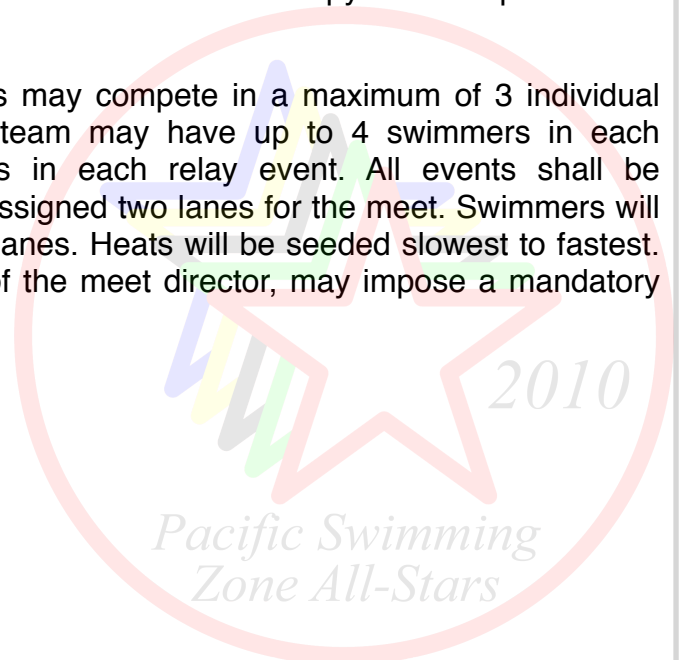 s may compete in a maximum of 3 individual
team may have up to 4 swimmers in each
s in each relay event. All events shall be
ssigned two lanes for the meet. Swimmers will
anes. Heats will be seeded slowest to fastest.
of the meet director, may impose a mandatory
2010
Pacific Swimming
Zone All-Stars